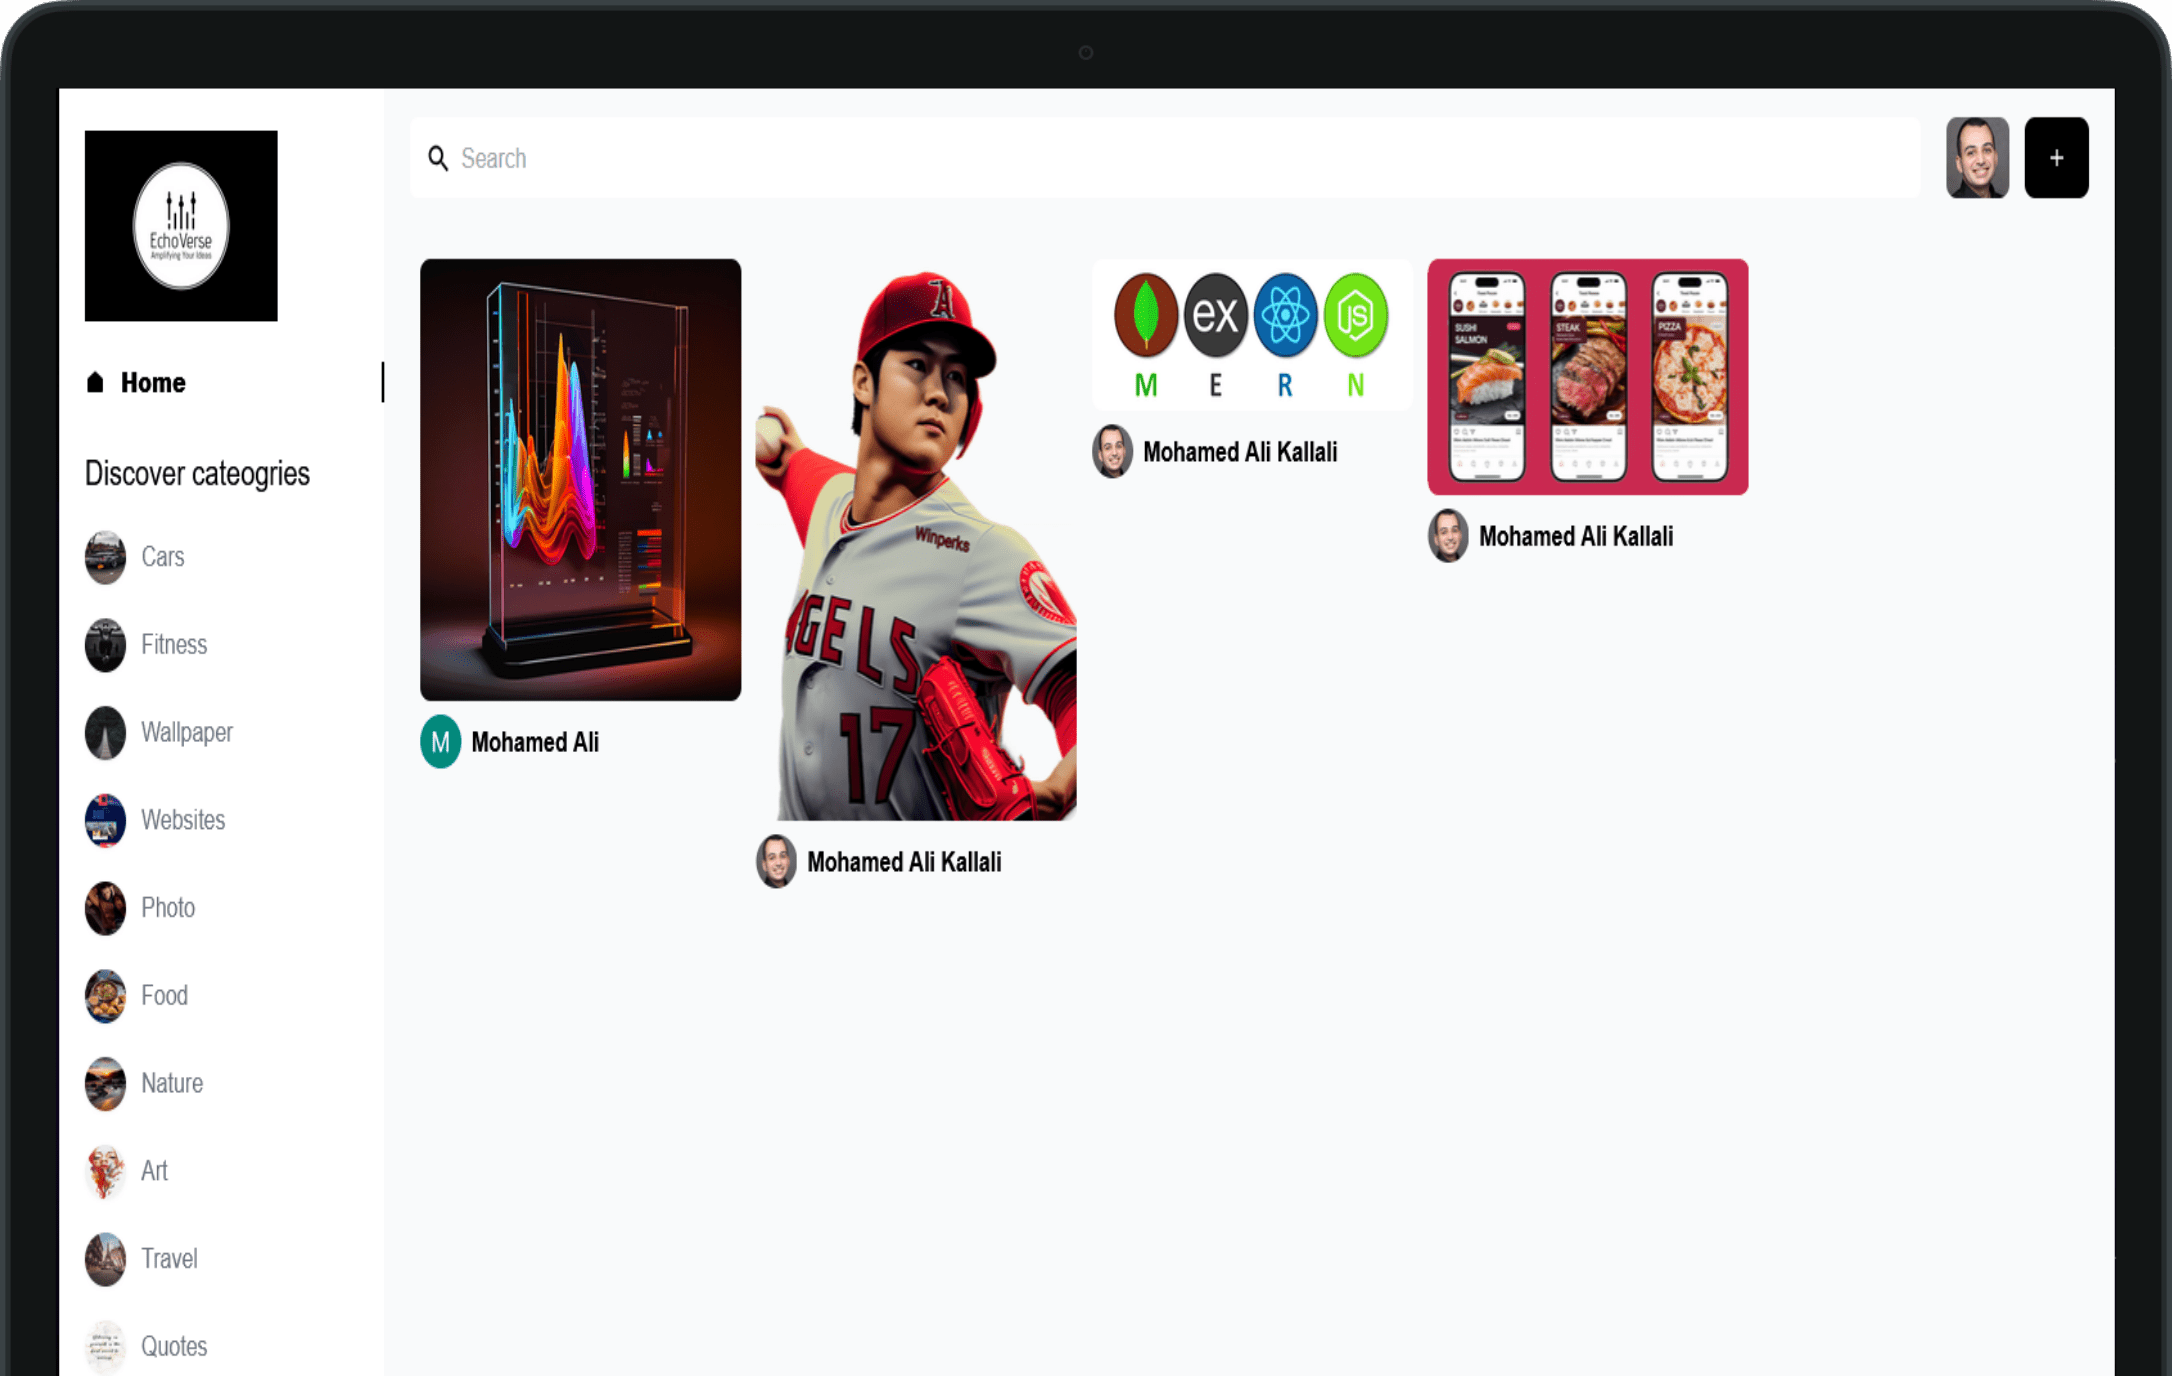 EchoVerse
Amplifying Your Ideas
Home
Discover cateogries
Cars
Fitness
Wallpaper
Websites
Photo
Food
Nature
Art
Travel
Quotes
Search
+
M Mohamed Ali
A
Winperks
ANGELS
17
Mohamed Ali Kallali
ex
JS
M E R N
Mohamed Ali Kallali
SUSHI
SALMON
STEAK
PIZZA
Mohamed Ali Kallali